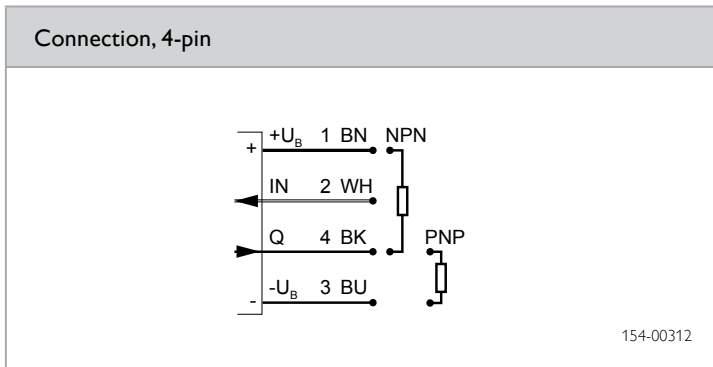 Connection, 4-pin
+ +U_B 1 BN NPN
IN 2 WH
Q 4 BK PNP
- -U_B 3 BU
154-00312